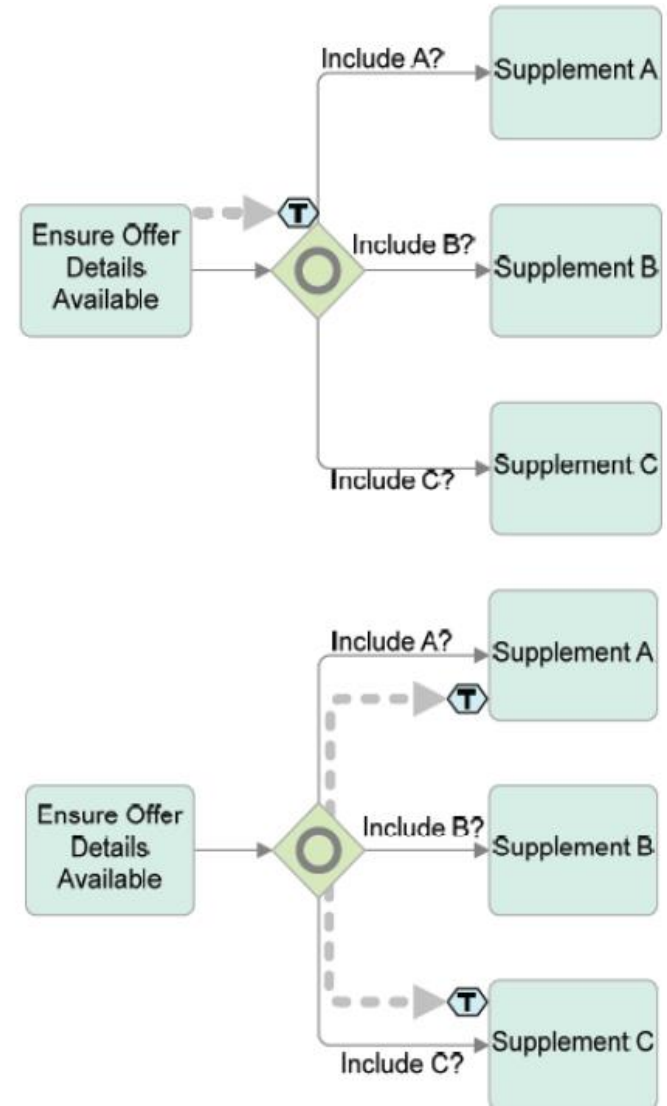 Include A?
Supplement A
T
Ensure Offer
Details
Available
Include B?
Supplement B
Include C?
Supplement C
Include A?
Supplement A
T
Ensure Offer
Details
Available
Include B?
Supplement B
T
Include C?
Supplement C